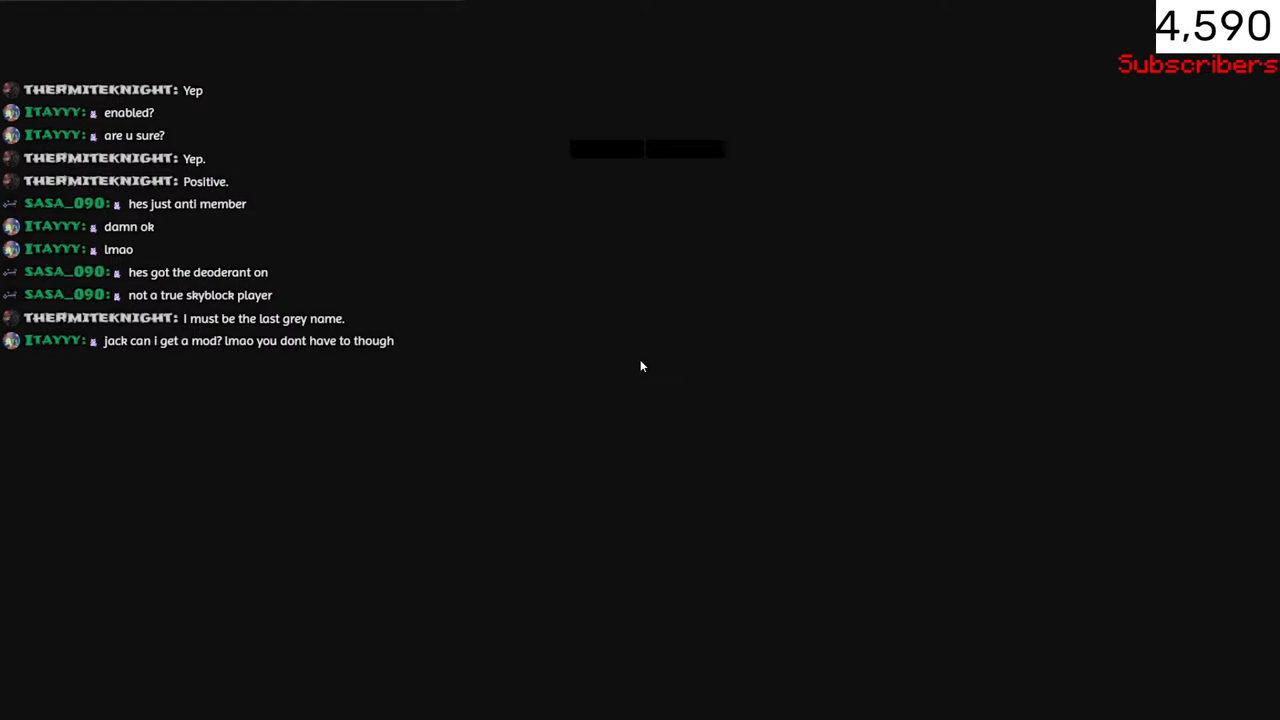 4,590
Subscribers
THERMITEKNIGHT: Yep
ITAYYY: enabled?
ITAYYY: are u sure?
THERMITEKNIGHT: Yep.
THERMITEKNIGHT: Positive.
SASA_090: hes just anti member
ITAYYY: damn ok
ITAYYY: lmao
SASA_090: hes got the deoderant on
SASA_090: not a true skyblock player
THERMITEKNIGHT: I must be the last grey name.
ITAYYY: jack can i get a mod? lmao you dont have to though